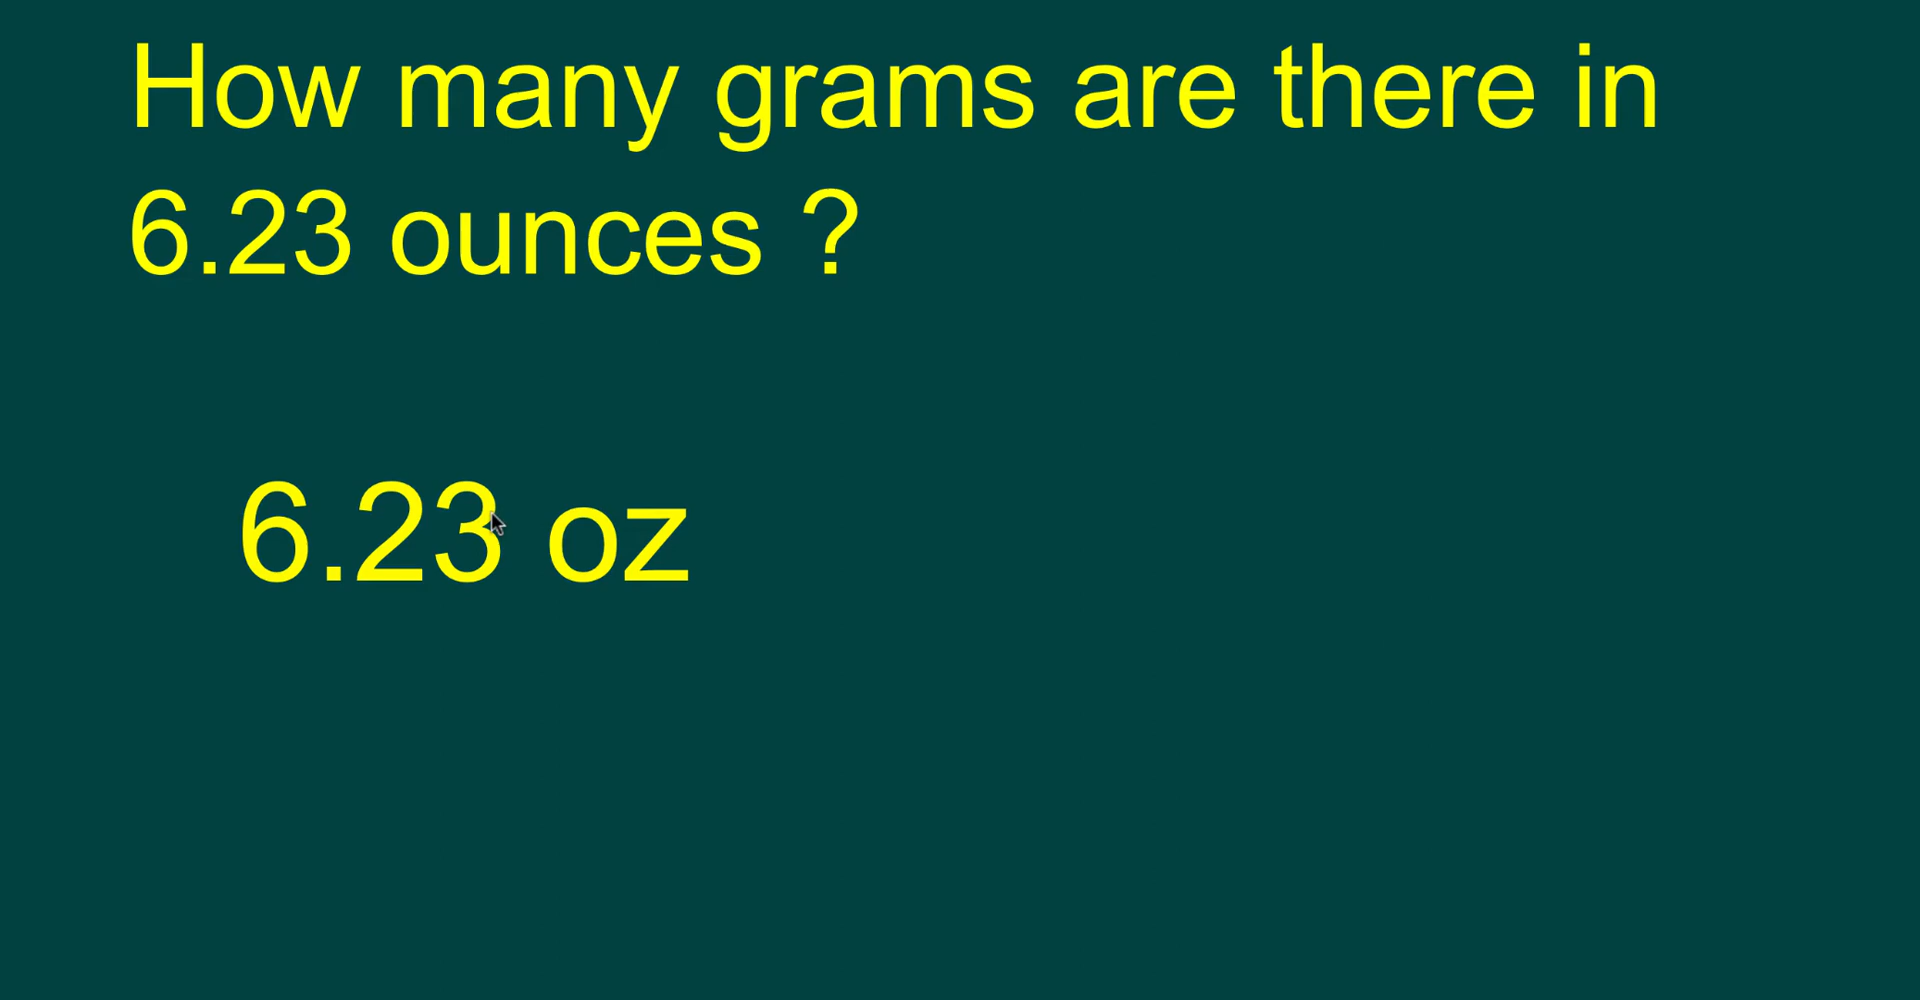 How many grams are there in
6.23 ounces ?
6.23 oz